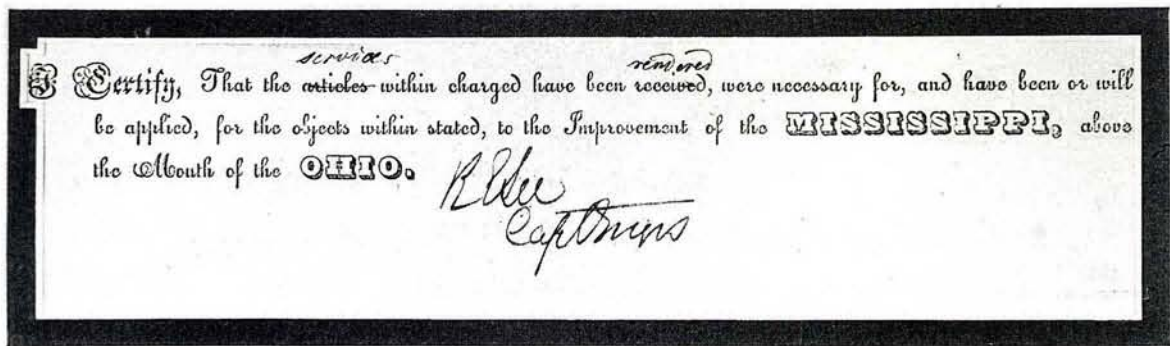 services rendered
I Certify, That the articles within charged have been received, were necessary for, and have been or will
be applied, for the objects within stated, to the Improvement of the MISSISSIPPI, above
the Mouth of the OHIO.
R E Lee
Capt Engrs